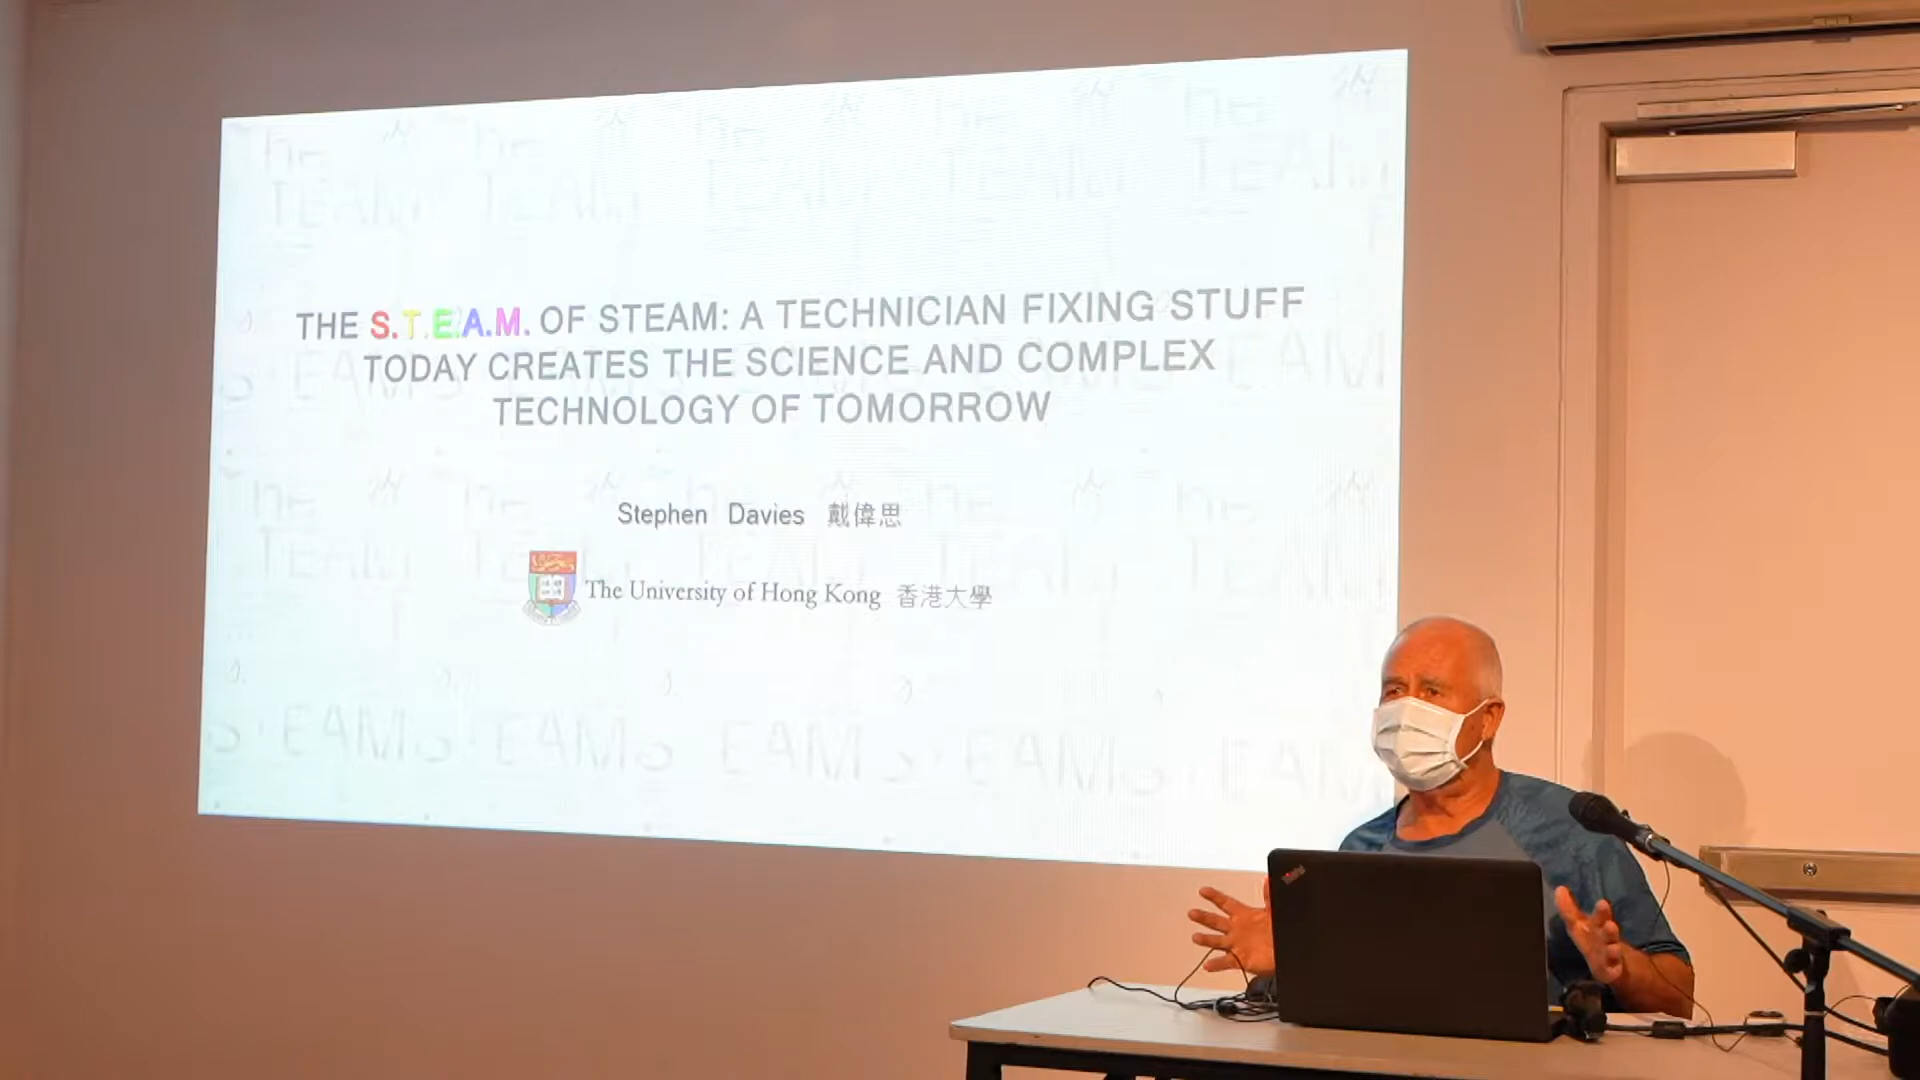 THE S.T.E.A.M. OF STEAM: A TECHNICIAN FIXING STUFF
TODAY CREATES THE SCIENCE AND COMPLEX
TECHNOLOGY OF TOMORROW
Stephen Davies 戴偉思
The University of Hong Kong 香港大學